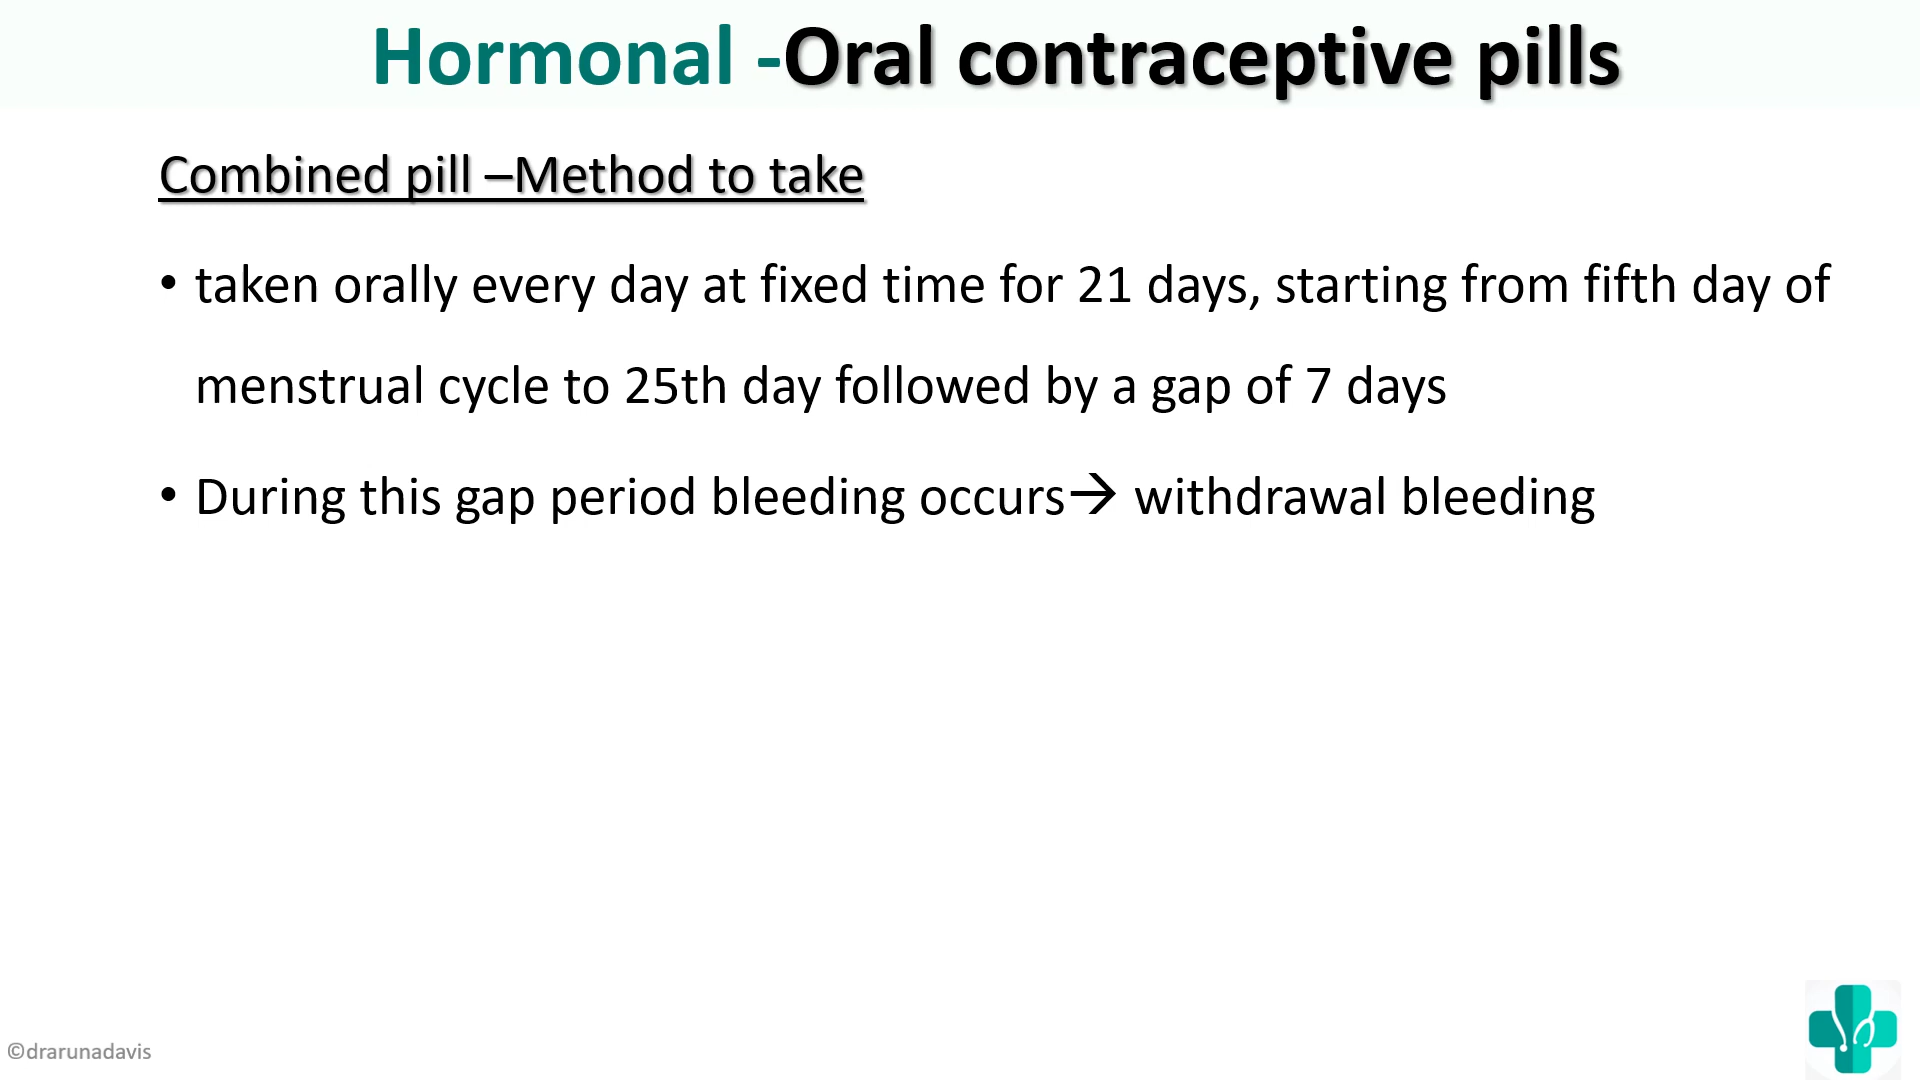 Hormonal -Oral contraceptive pills
Combined pill –Method to take
• taken orally every day at fixed time for 21 days, starting from fifth day of
menstrual cycle to 25th day followed by a gap of 7 days
• During this gap period bleeding occurs→ withdrawal bleeding
©drarunadavis